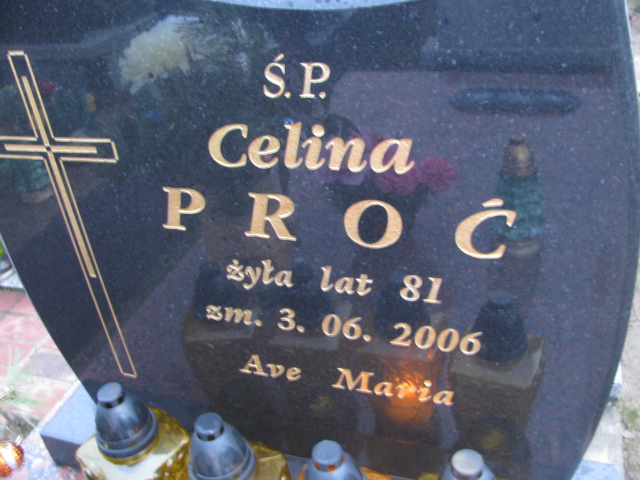 Ś.P.
Celina
PROĆ
żyła lat 81
zm. 3. 06. 2006
Ave Maria